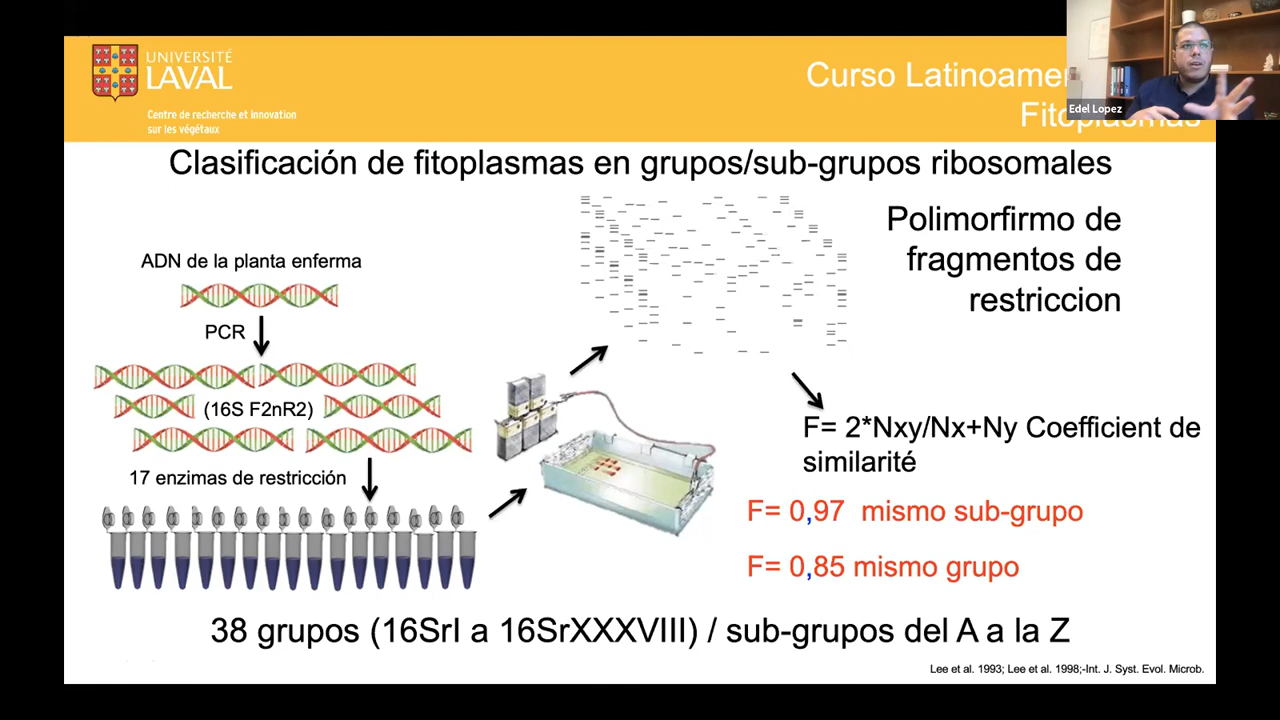 UNIVERSITÉ
LAVAL
Centre de recherche et innovation
sur les végétaux
Curso Latinoame
Edel Lopez
Clasificación de fitoplasmas en grupos/sub-grupos ribosomales
Polimorfirmo de
fragmentos de
restriccion
ADN de la planta enferma
PCR
(16S F2nR2)
17 enzimas de restricción
F= 2*Nxy/Nx+Ny Coefficient de
similarité
F= 0,97 mismo sub-grupo
F= 0,85 mismo grupo
38 grupos (16SrI a 16SrXXXVIII) / sub-grupos del A a la Z
Lee et al. 1993; Lee et al. 1998;-Int. J. Syst. Evol. Microb.